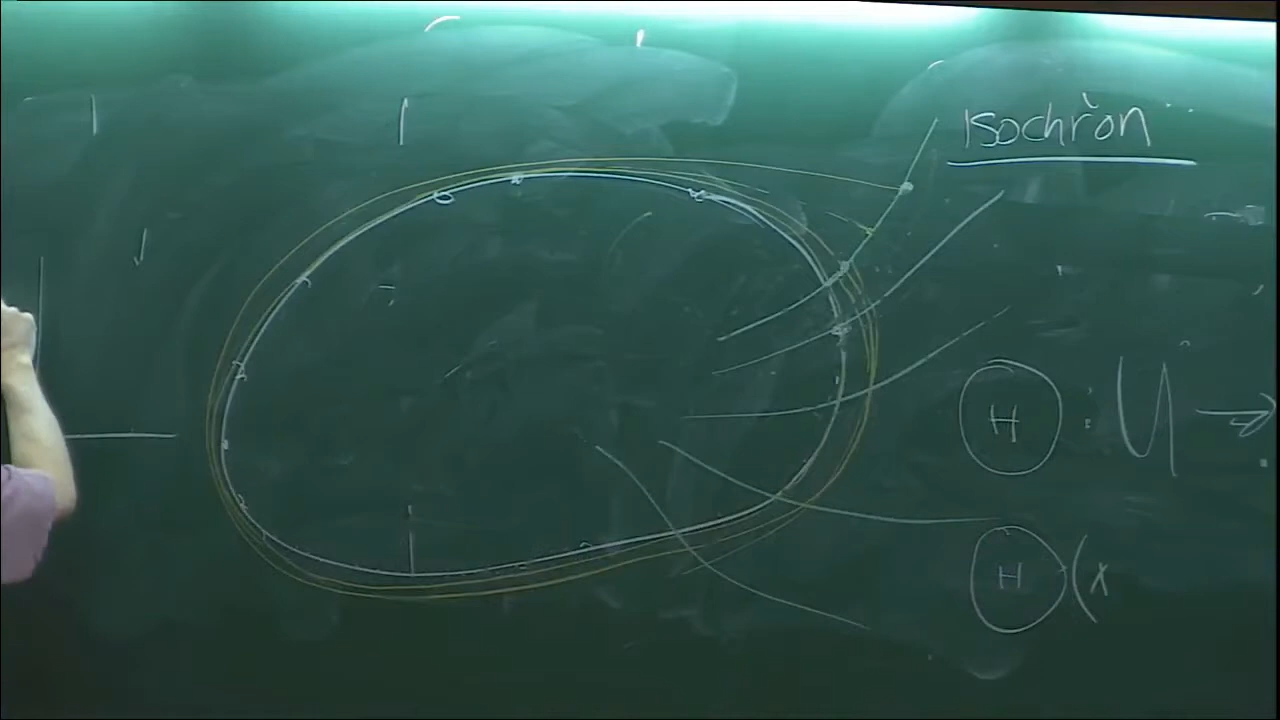 Isochron
Ⓗ : U →
Ⓗ(x